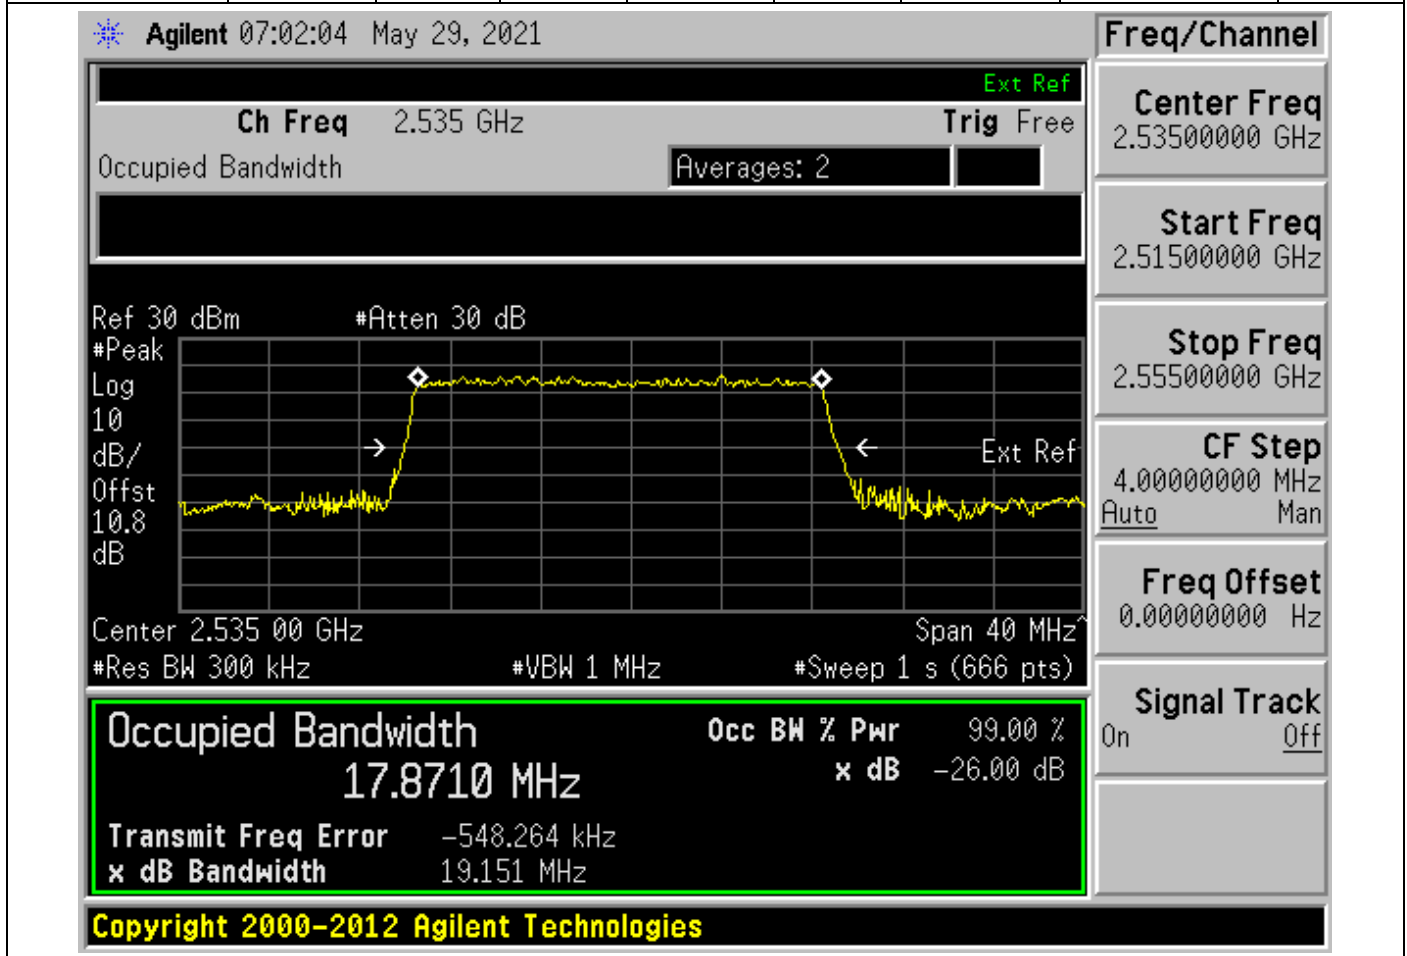 Agilent 07:02:04 May 29, 2021
Freq/Channel
Ext Ref
Ch Freq 2.535 GHz Trig Free
Occupied Bandwidth Averages: 2
Center Freq
2.53500000 GHz
Start Freq
2.51500000 GHz
Stop Freq
2.55500000 GHz
CF Step
4.00000000 MHz
Auto Man
Freq Offset
0.00000000 Hz
Signal Track
On Off
Ref 30 dBm #Atten 30 dB
#Peak
Log
10
dB/
Offst
10.8
dB
Ext Ref
Center 2.535 00 GHz Span 40 MHz^
#Res BW 300 kHz #VBW 1 MHz #Sweep 1 s (666 pts)
Occupied Bandwidth Occ BW % Pwr 99.00 %
17.8710 MHz x dB -26.00 dB
Transmit Freq Error -548.264 kHz
x dB Bandwidth 19.151 MHz
Copyright 2000-2012 Agilent Technologies